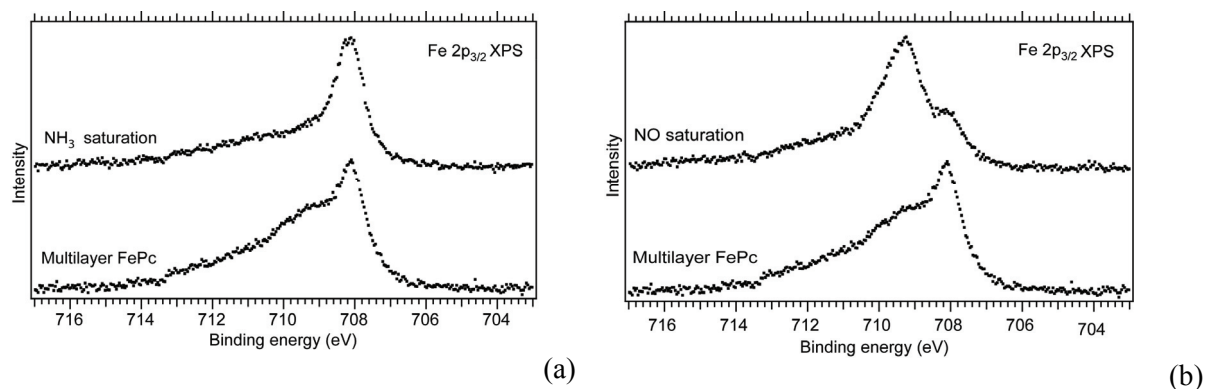 Fe 2p3/2 XPS
NH3 saturation
Multilayer FePc
Intensity
716 714 712 710 708 706 704
Binding energy (eV)
(a)
Fe 2p3/2 XPS
NO saturation
Multilayer FePc
Intensity
716 714 712 710 708 706 704
Binding energy (eV)
(b)